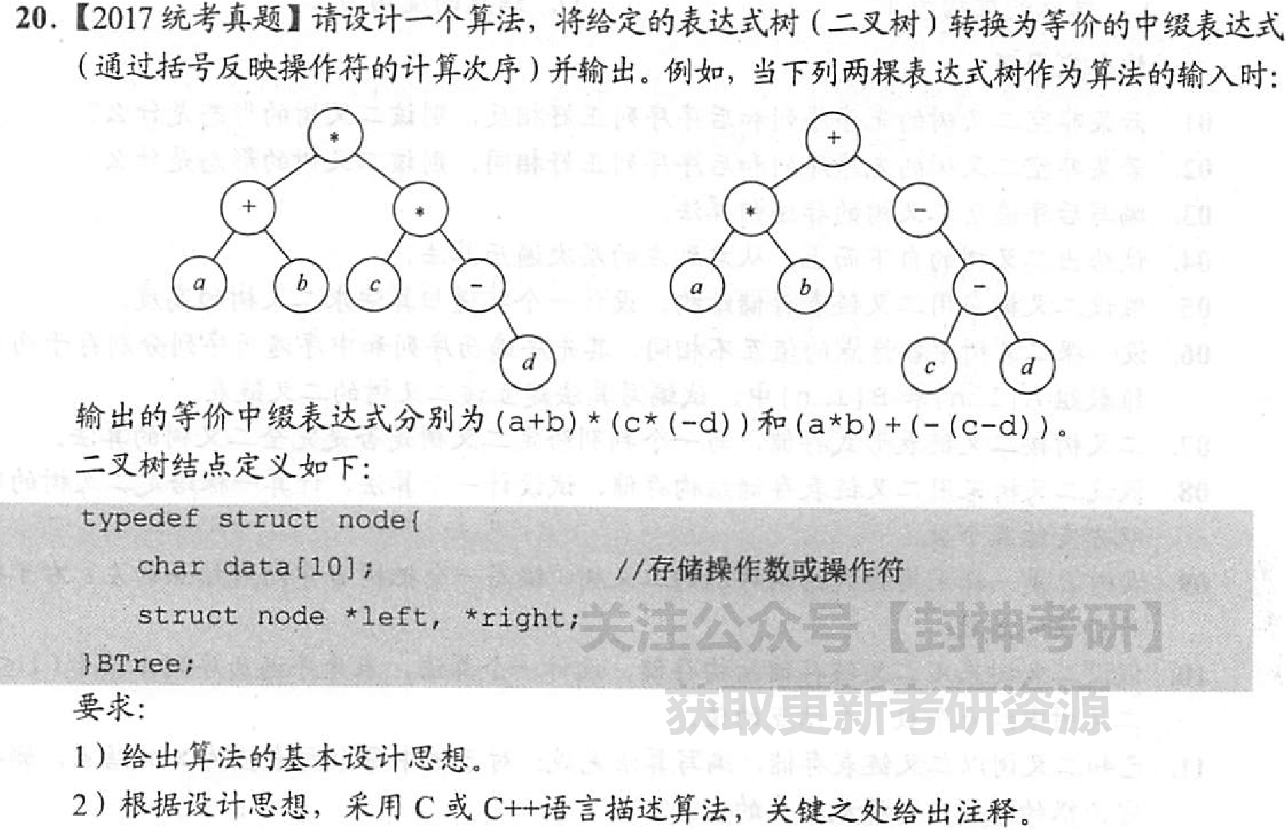 20.【2017统考真题】请设计一个算法，将给定的表达式树（二叉树）转换为等价的中缀表达式
（通过括号反映操作符的计算次序）并输出。例如，当下列两棵表达式树作为算法的输入时：
* +
+ * * -
a b c - a b -
d c d
输出的等价中缀表达式分别为(a+b)*(c*(-d))和(a*b)+(-(c-d))。
二叉树结点定义如下：
typedef struct node{
char data[10]; //存储操作数或操作符
struct node *left, *right;
}BTree;
关注公众号【封神考研】
获取更新考研资源
要求：
1）给出算法的基本设计思想。
2）根据设计思想，采用C或C++语言描述算法，关键之处给出注释。